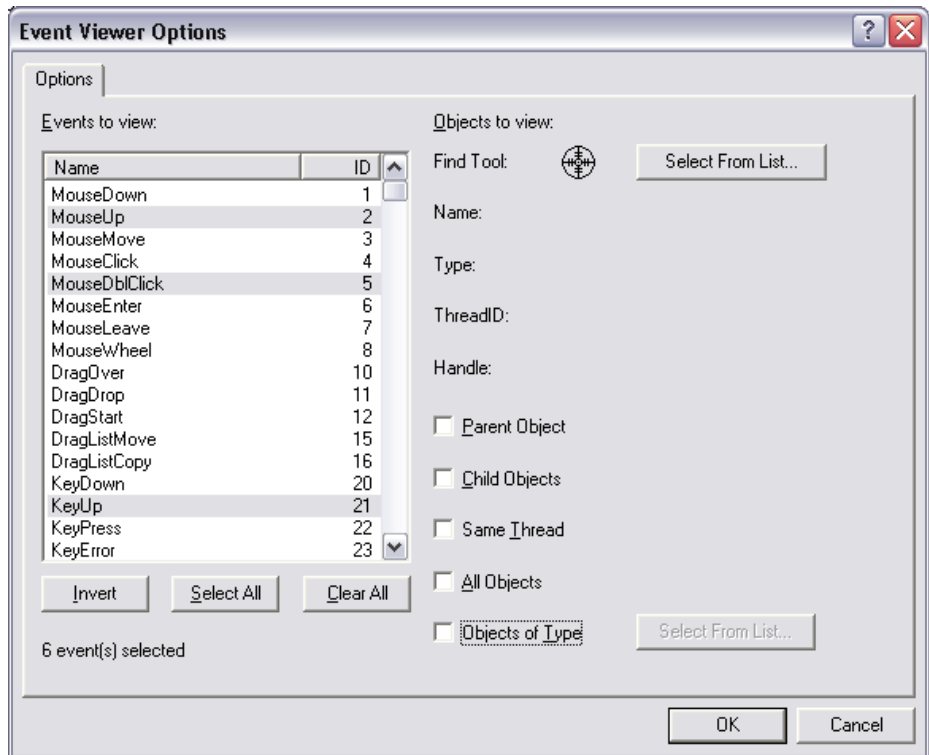 Event Viewer Options
Options
Events to view:
Name ID
MouseDown 1
MouseUp 2
MouseMove 3
MouseClick 4
MouseDblClick 5
MouseEnter 6
MouseLeave 7
MouseWheel 8
DragOver 10
DragDrop 11
DragStart 12
DragListMove 15
DragListCopy 16
KeyDown 20
KeyUp 21
KeyPress 22
KeyError 23
Invert Select All Clear All
6 event(s) selected
Objects to view:
Find Tool: Select From List...
Name:
Type:
ThreadID:
Handle:
Parent Object
Child Objects
Same Thread
All Objects
Objects of Type Select From List...
OK Cancel